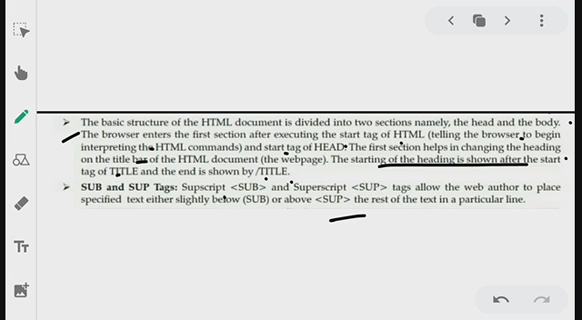 ➢ The basic structure of the HTML document is divided into two sections namely, the head and the body.
The browser enters the first section after executing the start tag of HTML (telling the browser to begin
interpreting the HTML commands) and start tag of HEAD. The first section helps in changing the heading
on the title bar of the HTML document (the webpage). The starting of the heading is shown after the start
tag of TITLE and the end is shown by /TITLE.
➢ SUB and SUP Tags: Supscript <SUB> and Superscript <SUP> tags allow the web author to place
specified text either slightly below (SUB) or above <SUP> the rest of the text in a particular line.
Tт